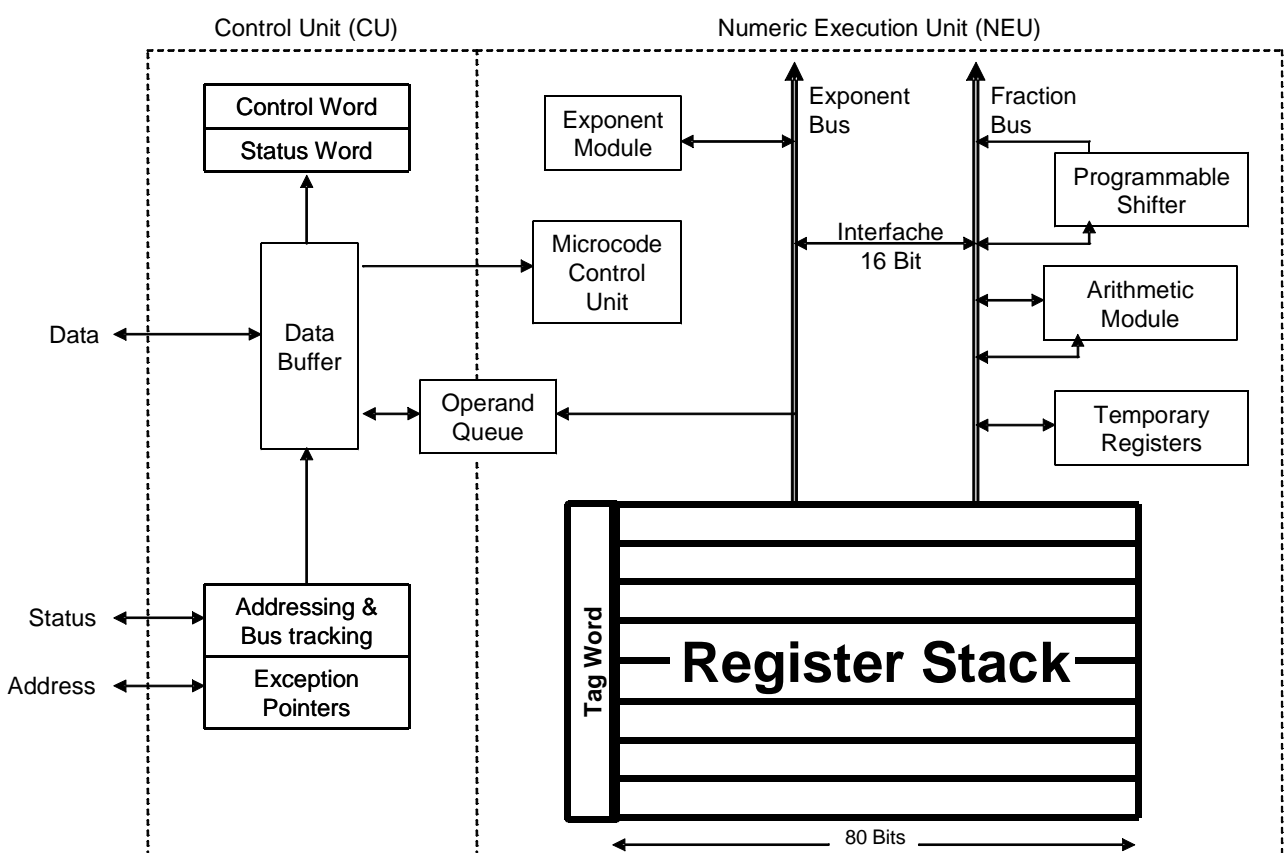 Control Unit (CU)
Numeric Execution Unit (NEU)
Control Word
Status Word
Exponent
Module
Exponent
Bus
Fraction
Bus
Programmable
Shifter
Microcode
Control
Unit
Interfache
16 Bit
Arithmetic
Module
Data
Data
Buffer
Operand
Queue
Temporary
Registers
Status
Addressing &
Bus tracking
Address
Exception
Pointers
Tag Word
Register Stack
80 Bits